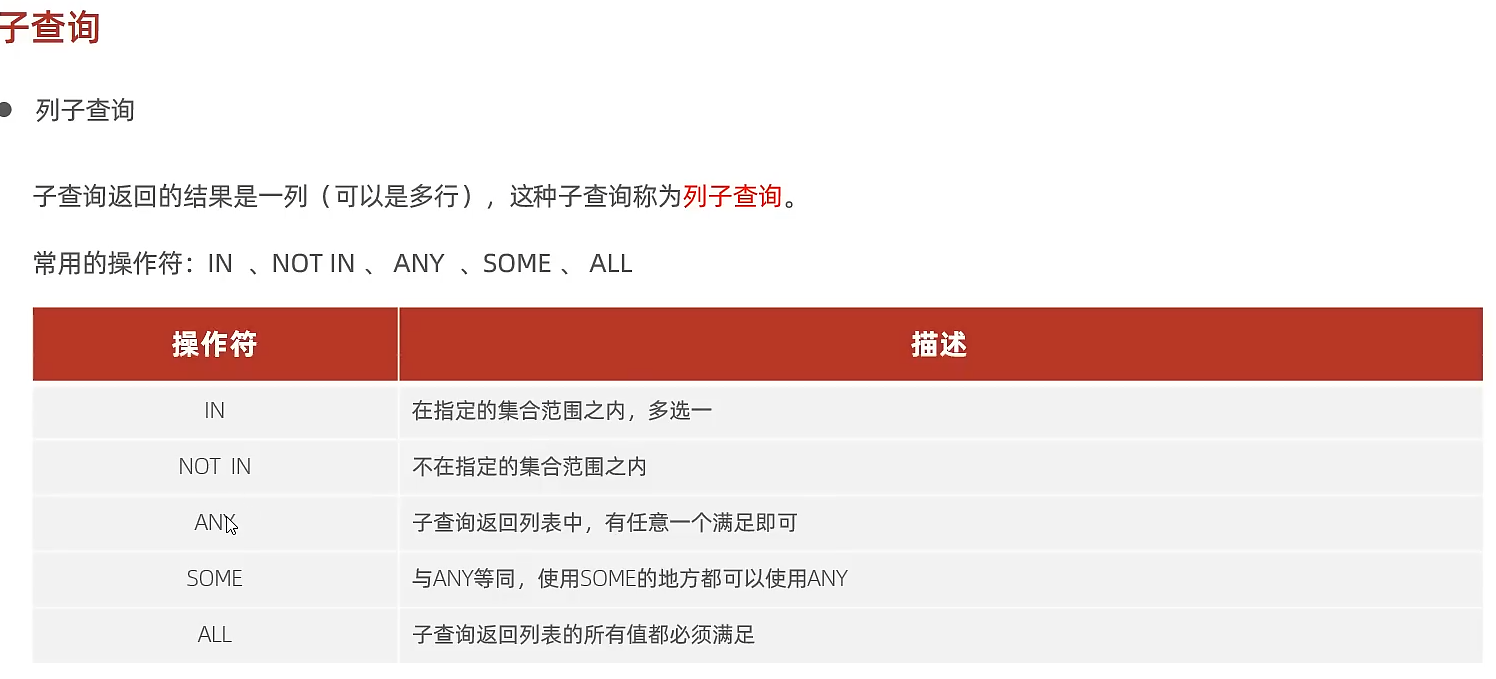 子查询
列子查询
子查询返回的结果是一列（可以是多行），这种子查询称为列子查询。
常用的操作符：IN 、NOT IN 、 ANY 、SOME 、 ALL
操作符 描述
IN 在指定的集合范围之内，多选一
NOT IN 不在指定的集合范围之内
ANY 子查询返回列表中，有任意一个满足即可
SOME 与ANY等同，使用SOME的地方都可以使用ANY
ALL 子查询返回列表的所有值都必须满足